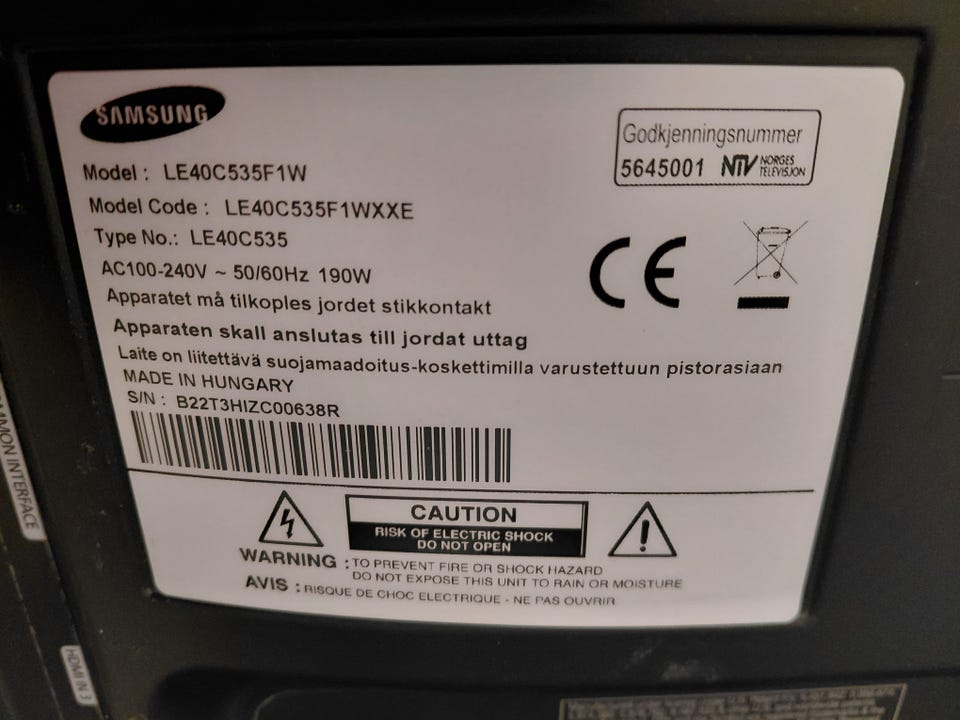 SAMSUNG
Godkjenningsnummer
5645001 NTV NORGES TELEVISJON
Model : LE40C535F1W
Model Code : LE40C535F1WXXE
Type No.: LE40C535
AC100-240V ~ 50/60Hz 190W
Apparatet må tilkoples jordet stikkontakt
Apparaten skall anslutas till jordat uttag
Laite on liitettävä suojamaadoitus-koskettimilla varustettuun pistorasiaan
MADE IN HUNGARY
S/N : B22T3HIZC00638R
CE
CAUTION
RISK OF ELECTRIC SHOCK
DO NOT OPEN
WARNING : TO PREVENT FIRE OR SHOCK HAZARD
DO NOT EXPOSE THIS UNIT TO RAIN OR MOISTURE
AVIS : RISQUE DE CHOC ELECTRIQUE - NE PAS OUVRIR
COMMON INTERFACE
HDMI IN 3